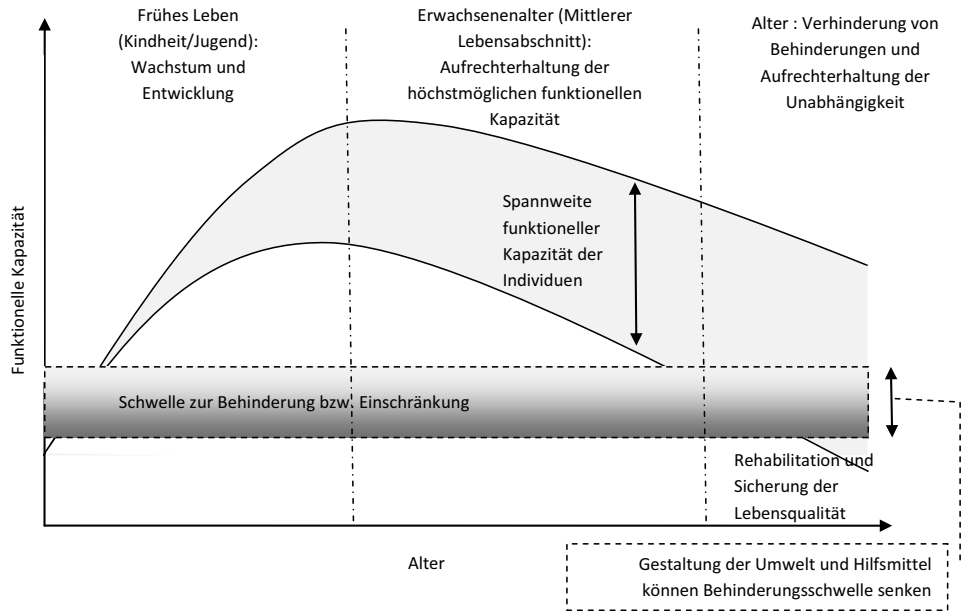 Frühes Leben
(Kindheit/Jugend):
Wachstum und
Entwicklung
Erwachsenenalter (Mittlerer
Lebensabschnitt):
Aufrechterhaltung der
höchstmöglichen funktionellen
Kapazität
Alter : Verhinderung von
Behinderungen und
Aufrechterhaltung der
Unabhängigkeit
Funktionelle Kapazität
Spannweite
funktioneller
Kapazität der
Individuen
Schwelle zur Behinderung bzw. Einschränkung
Rehabilitation und
Sicherung der
Lebensqualität
Alter
Gestaltung der Umwelt und Hilfsmittel
können Behinderungsschwelle senken